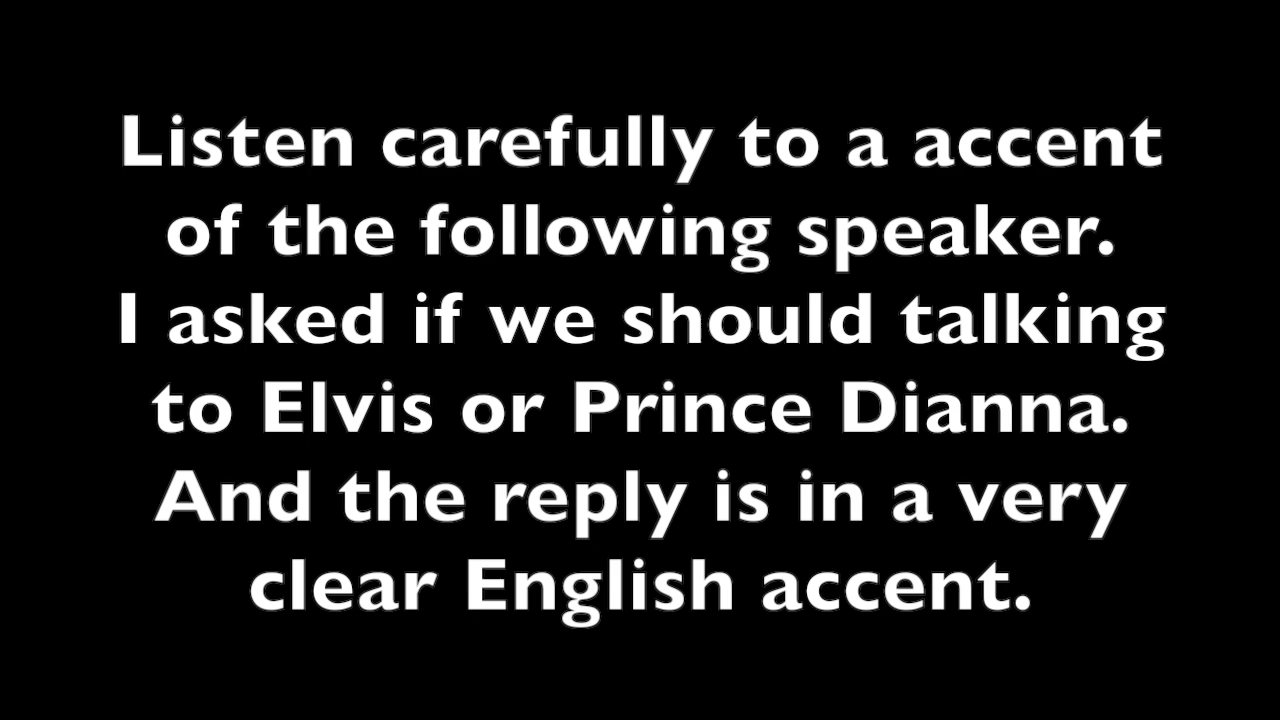 Listen carefully to a accent
of the following speaker.
I asked if we should talking
to Elvis or Prince Dianna.
And the reply is in a very
clear English accent.